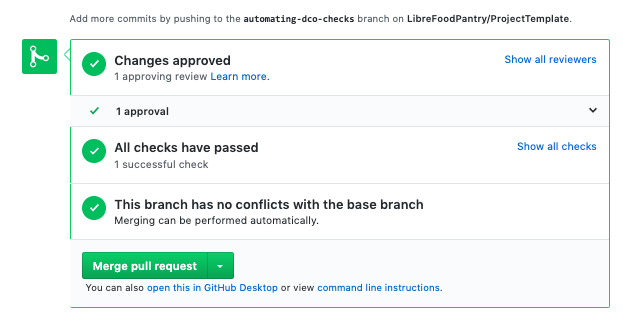 Add more commits by pushing to the automating-dco-checks branch on LibreFoodPantry/ProjectTemplate.
Changes approved
Show all reviewers
1 approving review Learn more.
1 approval
All checks have passed
Show all checks
1 successful check
This branch has no conflicts with the base branch
Merging can be performed automatically.
Merge pull request
You can also open this in GitHub Desktop or view command line instructions.